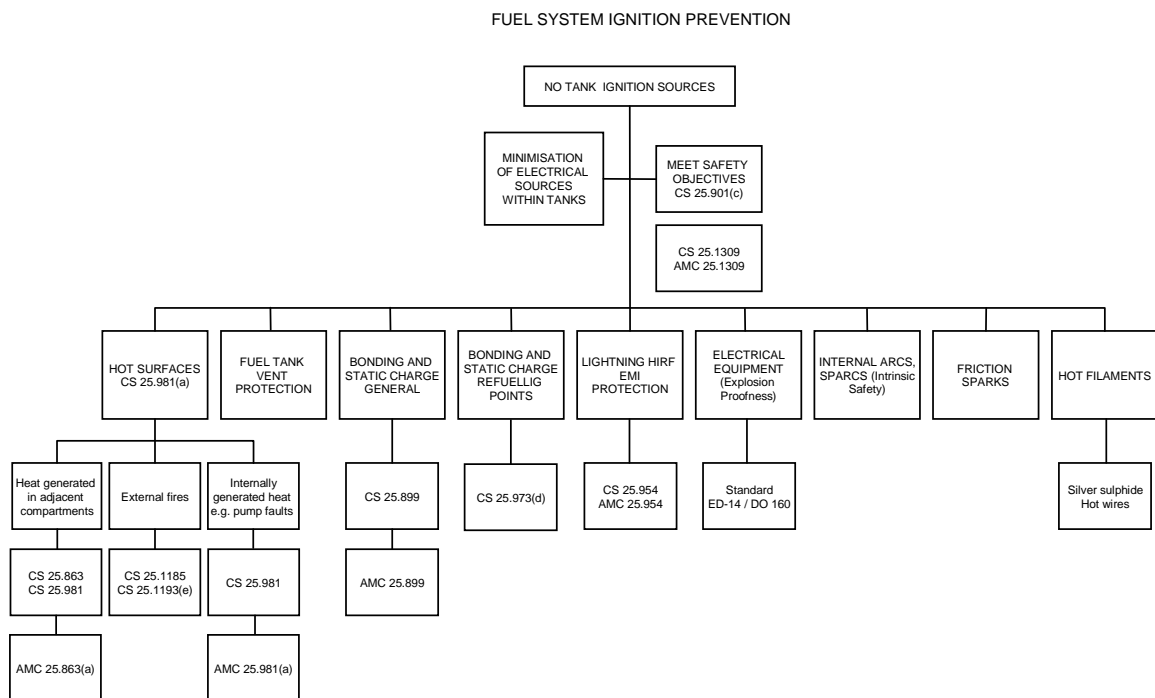 FUEL SYSTEM IGNITION PREVENTION
NO TANK IGNITION SOURCES
MINIMISATION
OF ELECTRICAL
SOURCES
WITHIN TANKS
MEET SAFETY
OBJECTIVES
CS 25.901(c)
CS 25.1309
AMC 25.1309
HOT SURFACES
CS 25.981(a)
FUEL TANK
VENT
PROTECTION
BONDING AND
STATIC CHARGE
GENERAL
BONDING AND
STATIC CHARGE
REFUELLIG
POINTS
LIGHTNING HIRF
EMI
PROTECTION
ELECTRICAL
EQUIPMENT
(Explosion
Proofness)
INTERNAL ARCS,
SPARCS (Intrinsic
Safety)
FRICTION
SPARKS
HOT FILAMENTS
Heat generated
in adjacent
compartments
External fires
Internally
generated heat
e.g. pump faults
CS 25.899
CS 25.973(d)
CS 25.954
AMC 25.954
Standard
ED-14 / DO 160
Silver sulphide
Hot wires
CS 25.863
CS 25.981
CS 25.1185
CS 25.1193(e)
CS 25.981
AMC 25.899
AMC 25.863(a)
AMC 25.981(a)